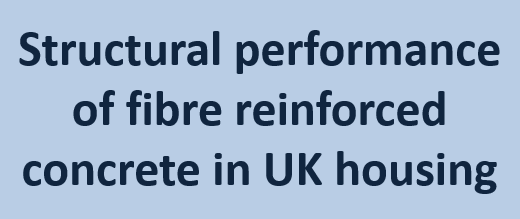 Structural performance
of fibre reinforced
concrete in UK housing